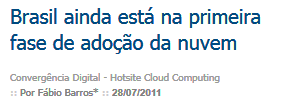 Brasil ainda está na primeira
fase de adoção da nuvem
Convergência Digital - Hotsite Cloud Computing
:: Por Fábio Barros* :: 28/07/2011